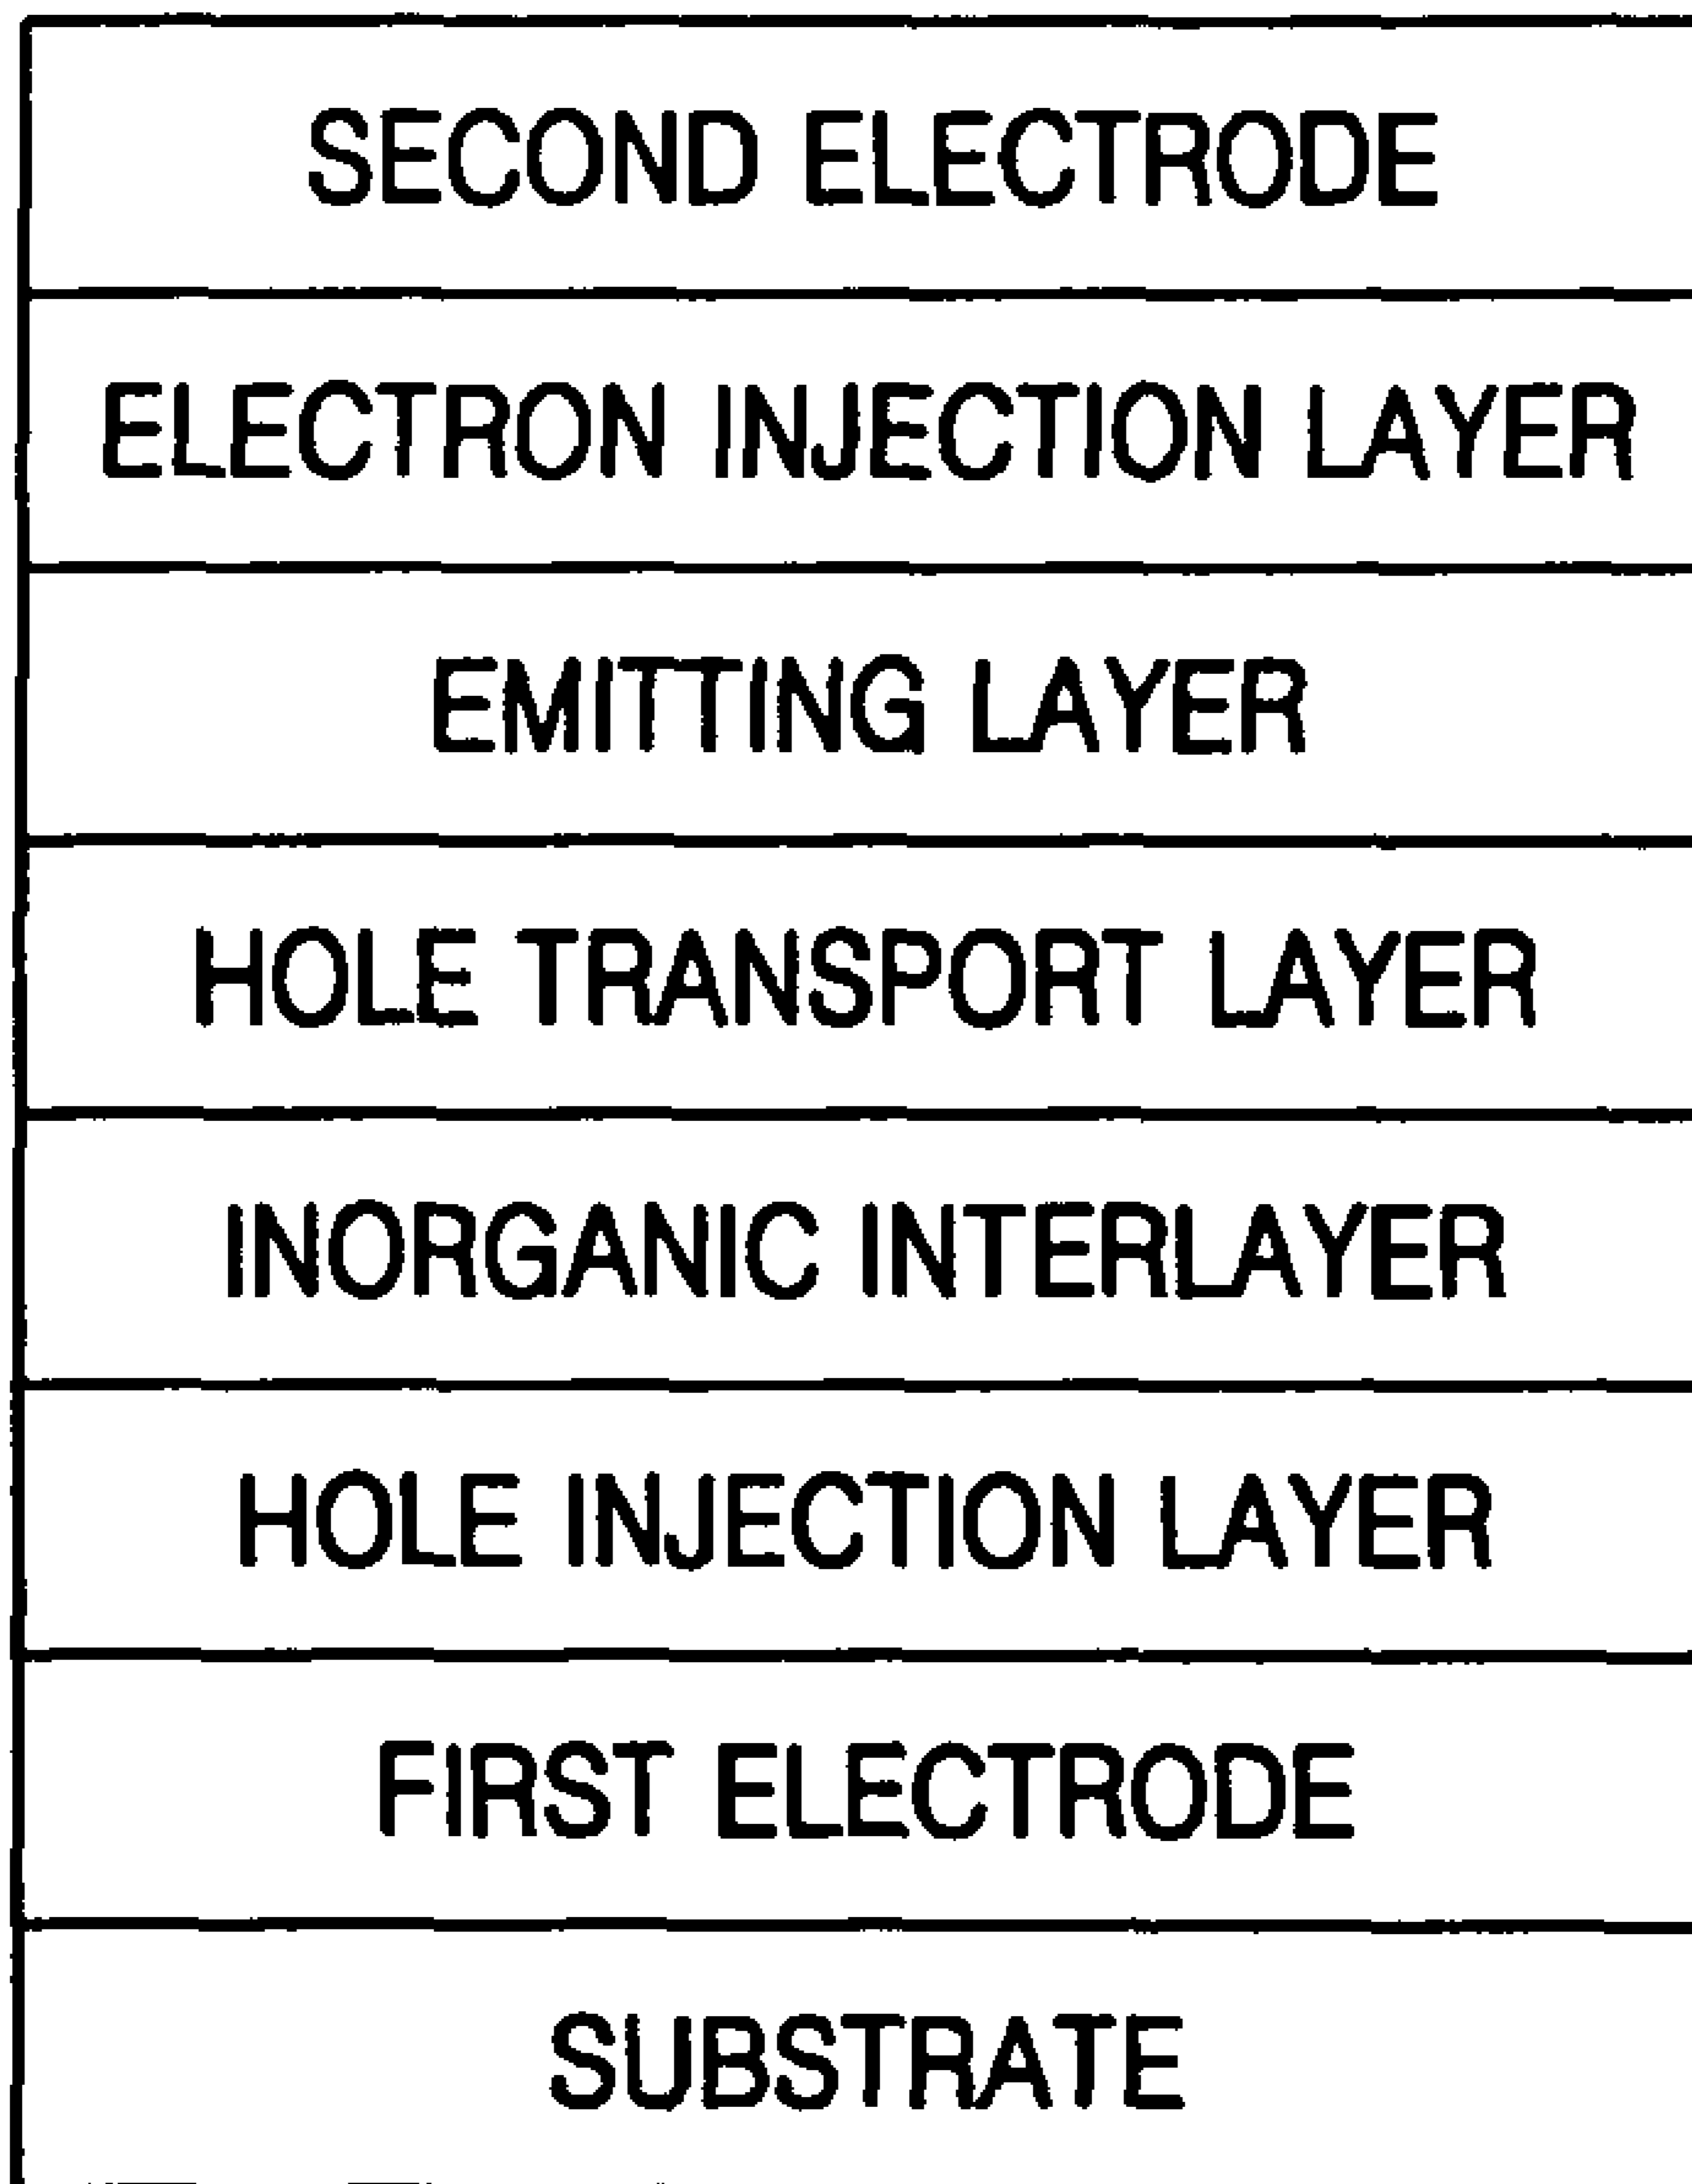 SECOND ELECTRODE
ELECTRON INJECTION LAYER
EMITTING LAYER
HOLE TRANSPORT LAYER
INORGANIC INTERLAYER
HOLE INJECTION LAYER
FIRST ELECTRODE
SUBSTRATE